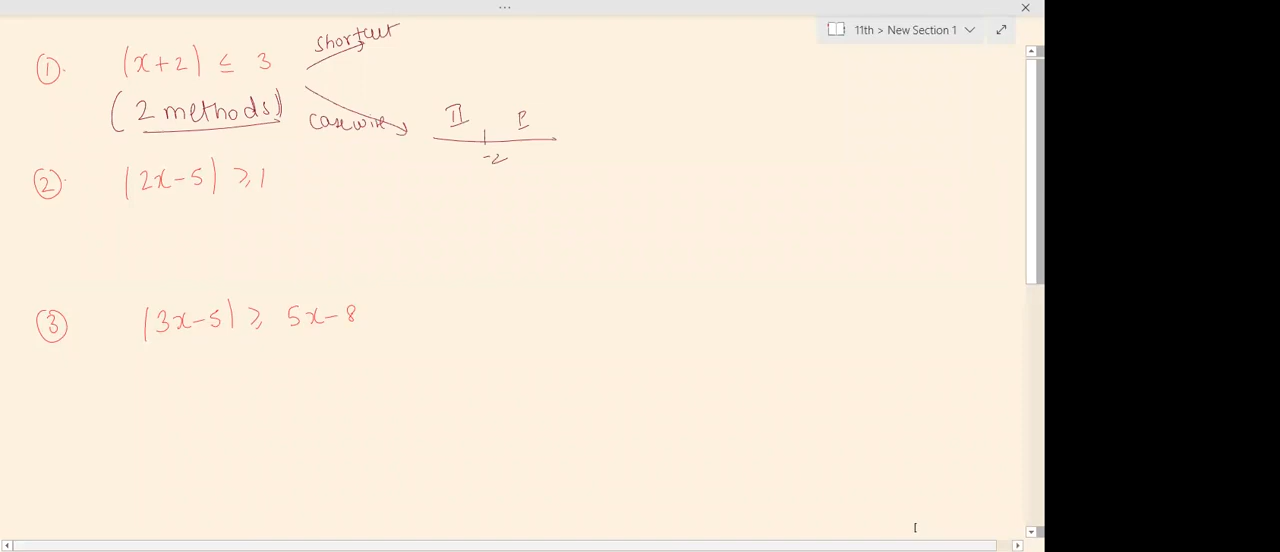 11th > New Section 1
① |x+2| ≤ 3
shortcut
(2 methods)
casewise
II I
-2
② |2x-5| ≥ 1
③ |3x-5| ≥ 5x-8